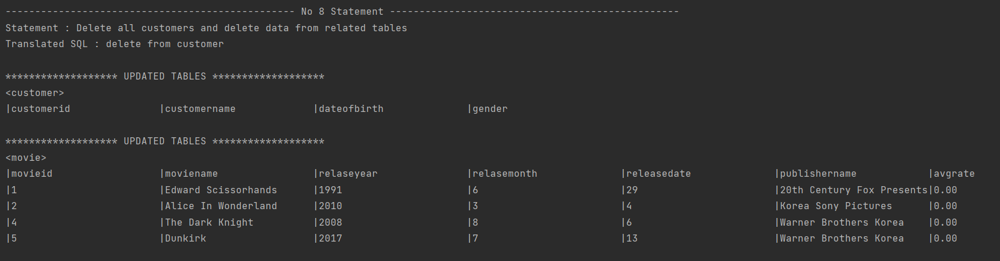 ------------------------------------------------- No 8 Statement -------------------------------------------------
Statement : Delete all customers and delete data from related tables
Translated SQL : delete from customer
******************* UPDATED TABLES *******************
<customer>
|customerid               |customername             |dateofbirth              |gender
******************* UPDATED TABLES *******************
<movie>
|movieid                  |moviename                |relaseyear               |relasemonth              |releasedate              |publishername            |avgrate
|1                        |Edward Scissorhands      |1991                     |6                        |29                       |20th Century Fox Presents|0.00
|2                        |Alice In Wonderland      |2010                     |3                        |4                        |Korea Sony Pictures      |0.00
|4                        |The Dark Knight          |2008                     |8                        |6                        |Warner Brothers Korea    |0.00
|5                        |Dunkirk                  |2017                     |7                        |13                       |Warner Brothers Korea    |0.00